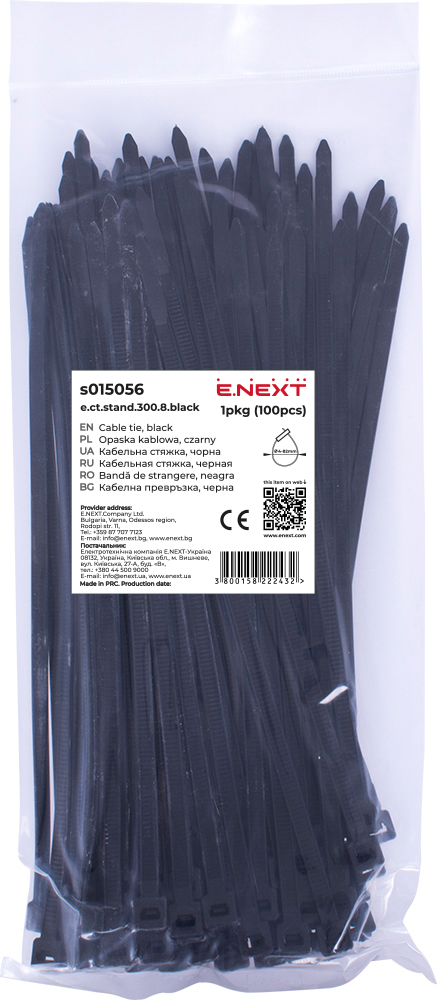 s015056
E.NEXT
e.ct.stand.300.8.black
1pkg (100pcs)
EN Cable tie, black
PL Opaska kablowa, czarny
UA Кабельна стяжка, чорна
RU Кабельная стяжка, черная
RO Bandă de strangere, neagra
BG Кабелна превръзка, черна
Ø4-82mm
this item on web
Provider address:
E.NEXT.Company Ltd.
Bulgaria, Varna, Odessos region,
Rodopi str. 11,
Tel.: +359 87 707 7123
E-mail: info@enext.bg, www.enext.bg
Постачальник:
Електротехнічна компанія E.NEXT-Україна
08132, Україна, Київська обл., м. Вишневе,
вул. Київська, 27-А, буд. «В»,
тел.: +380 44 500 9000
E-mail: info@enext.ua, www.enext.ua
Made in PRC. Production date:
CE
www.enext.com
3800158222432>